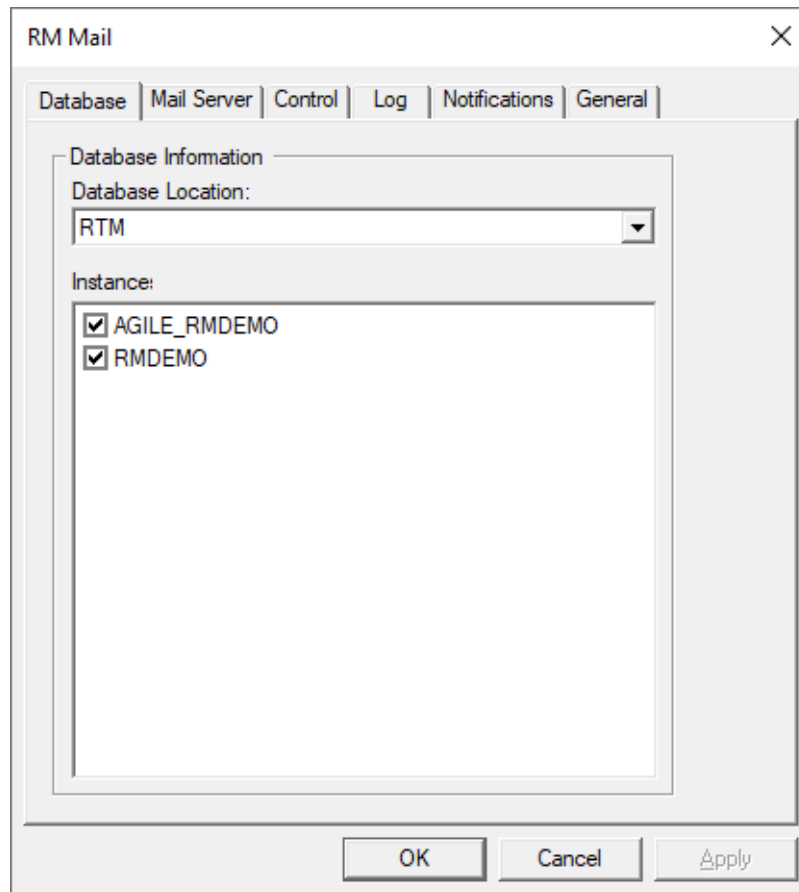 RM Mail
Database Mail Server Control Log Notifications General
Database Information
Database Location:
RTM
Instance:
AGILE_RMDEMO
RMDEMO
OK Cancel Apply